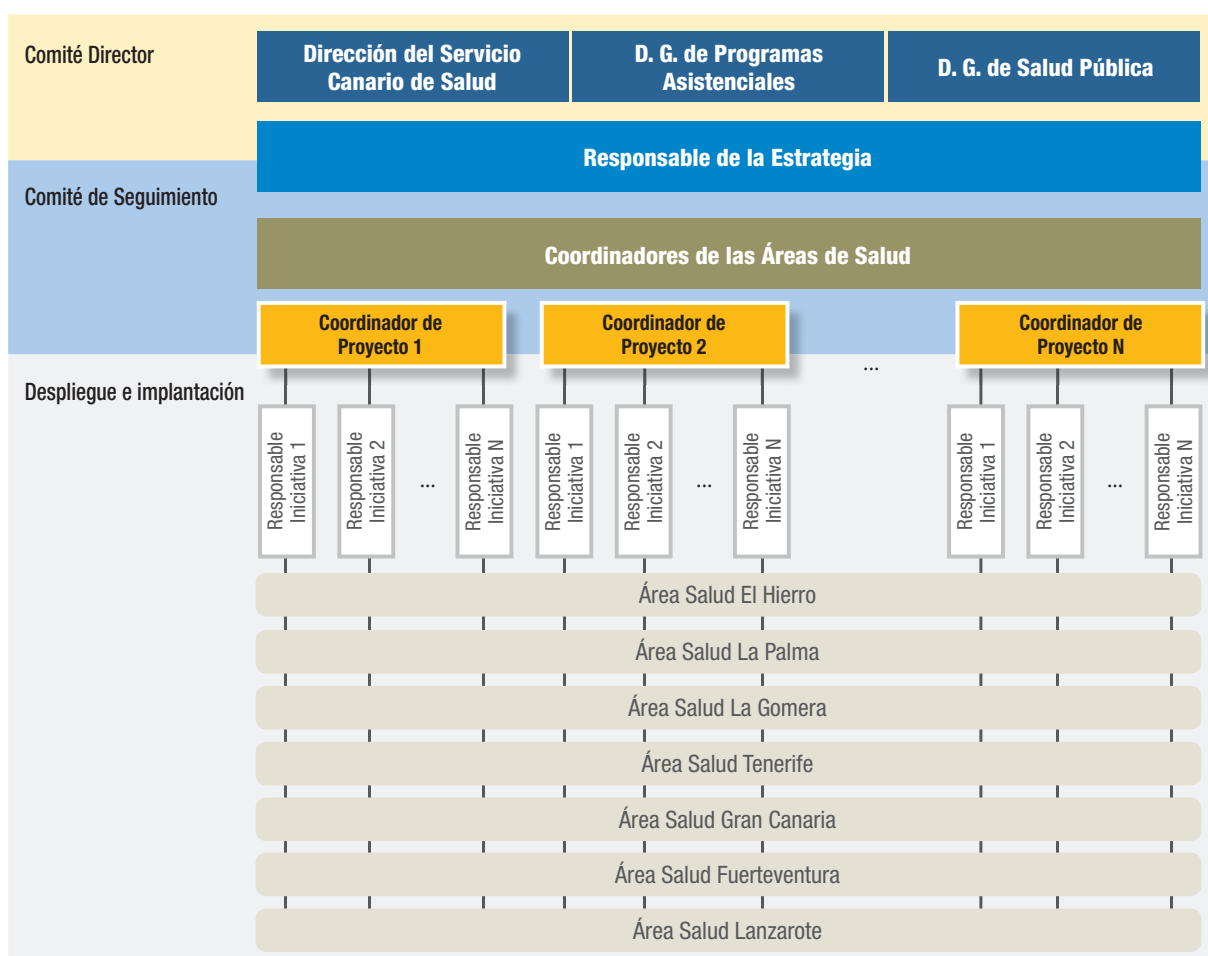 Comité Director
Dirección del Servicio
Canario de Salud
D. G. de Programas
Asistenciales
D. G. de Salud Pública
Responsable de la Estrategia
Comité de Seguimiento
Coordinadores de las Áreas de Salud
Coordinador de
Proyecto 1
Coordinador de
Proyecto 2
...
Coordinador de
Proyecto N
Despliegue e implantación
Responsable
Iniciativa 1
Responsable
Iniciativa 2
...
Responsable
Iniciativa N
Responsable
Iniciativa 1
Responsable
Iniciativa 2
...
Responsable
Iniciativa N
Responsable
Iniciativa 1
Responsable
Iniciativa 2
...
Responsable
Iniciativa N
Área Salud El Hierro
Área Salud La Palma
Área Salud La Gomera
Área Salud Tenerife
Área Salud Gran Canaria
Área Salud Fuerteventura
Área Salud Lanzarote